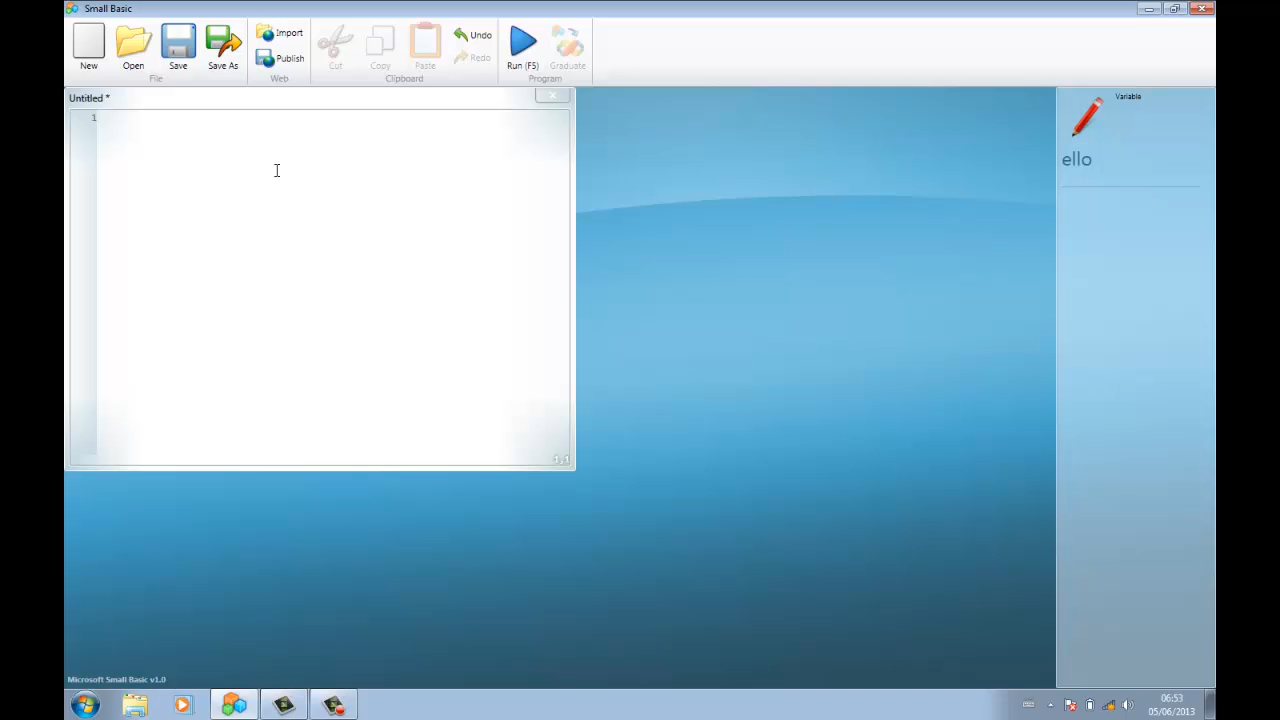 Small Basic
New
Open
Save
Save As
Import
Publish
Cut
Copy
Paste
Undo
Redo
Run (F5)
Graduate
File
Web
Clipboard
Program
Untitled *
1
1,1
Variable
ello
Microsoft Small Basic v1.0
06:53
05/06/2013